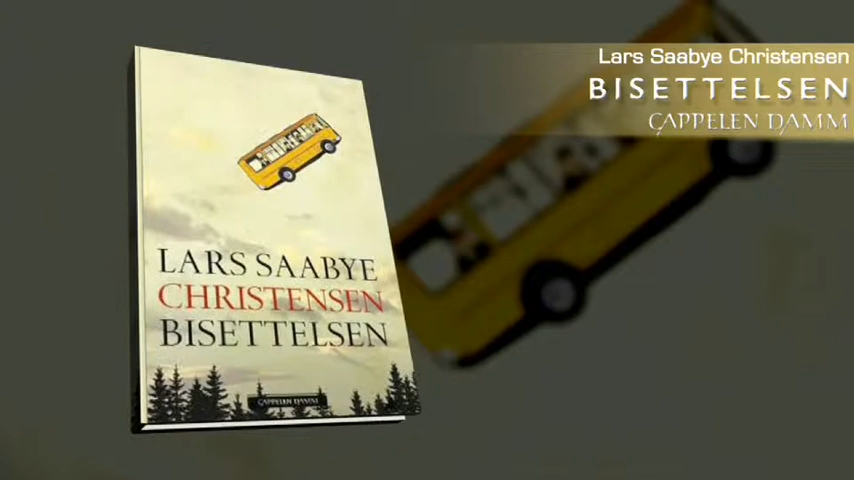 Lars Saabye Christensen
BISETTELSEN
CAPPELEN DAMM
LARS SAABYE
CHRISTENSEN
BISETTELSEN
CAPPELEN DAMM